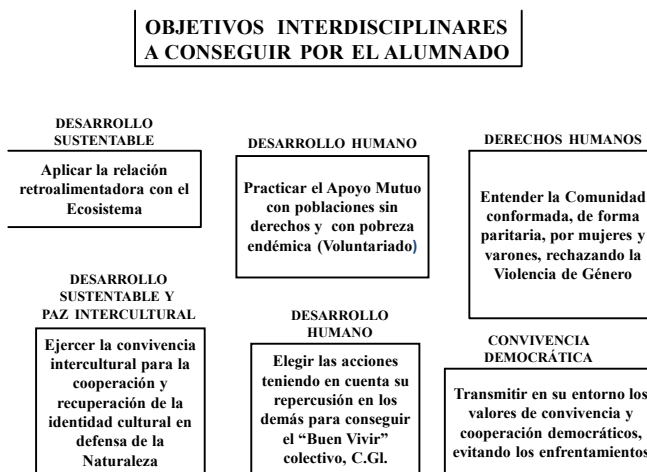 OBJETIVOS INTERDISCIPLINARES
A CONSEGUIR POR EL ALUMNADO
DESARROLLO
SUSTENTABLE
Aplicar la relación
retroalimentadora con el
Ecosistema
DESARROLLO HUMANO
Practicar el Apoyo Mutuo
con poblaciones sin
derechos y con pobreza
endémica (Voluntariado)
DERECHOS HUMANOS
Entender la Comunidad
conformada, de forma
paritaria, por mujeres y
varones, rechazando la
Violencia de Género
DESARROLLO
SUSTENTABLE Y
PAZ INTERCULTURAL
Ejercer la convivencia
intercultural para la
cooperación y
recuperación de la
identidad cultural en
defensa de la
Naturaleza
DESARROLLO
HUMANO
Elegir las acciones
teniendo en cuenta su
repercusión en los
demás para conseguir
el “Buen Vivir”
colectivo, C.Gl.
CONVIVENCIA
DEMOCRÁTICA
Transmitir en su entorno los
valores de convivencia y
cooperación democráticos,
evitando los enfrentamientos